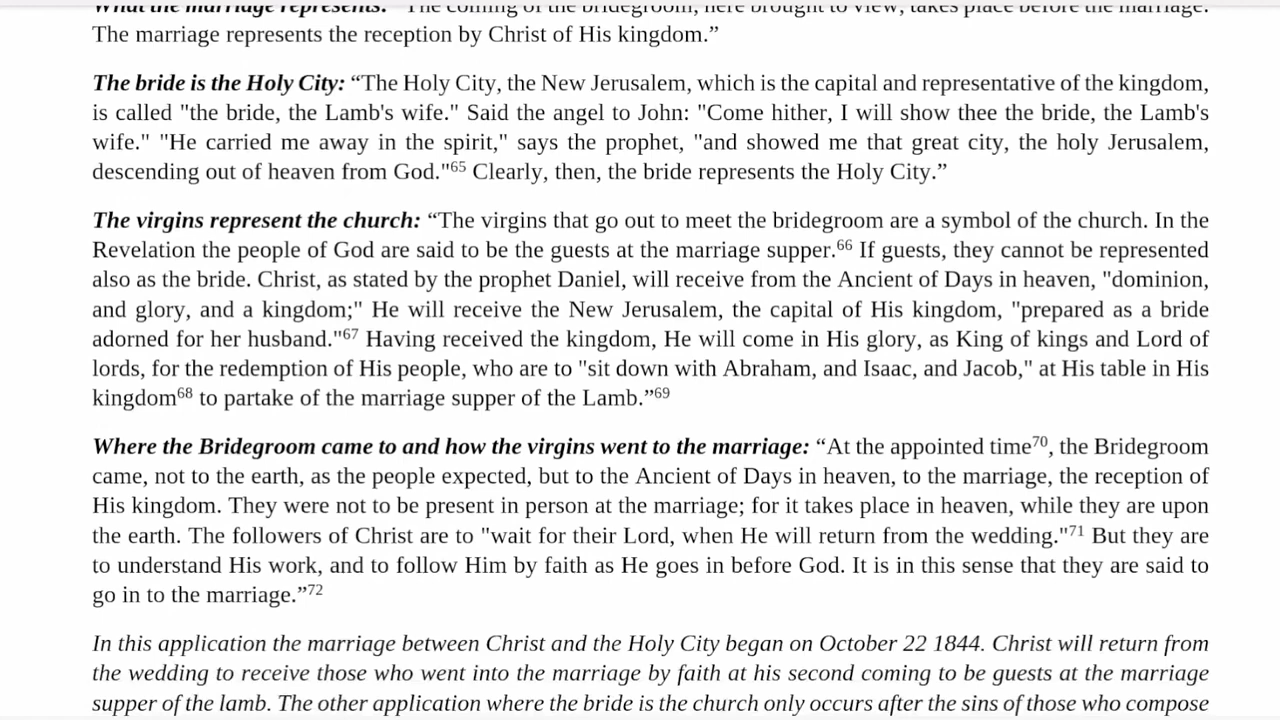 What the marriage represents: “The coming of the bridegroom, here brought to view, takes place before the marriage.
The marriage represents the reception by Christ of His kingdom.”
The bride is the Holy City: “The Holy City, the New Jerusalem, which is the capital and representative of the kingdom,
is called "the bride, the Lamb's wife." Said the angel to John: "Come hither, I will show thee the bride, the Lamb's
wife." "He carried me away in the spirit," says the prophet, "and showed me that great city, the holy Jerusalem,
descending out of heaven from God."65 Clearly, then, the bride represents the Holy City.”
The virgins represent the church: “The virgins that go out to meet the bridegroom are a symbol of the church. In the
Revelation the people of God are said to be the guests at the marriage supper.66 If guests, they cannot be represented
also as the bride. Christ, as stated by the prophet Daniel, will receive from the Ancient of Days in heaven, "dominion,
and glory, and a kingdom;" He will receive the New Jerusalem, the capital of His kingdom, "prepared as a bride
adorned for her husband."67 Having received the kingdom, He will come in His glory, as King of kings and Lord of
lords, for the redemption of His people, who are to "sit down with Abraham, and Isaac, and Jacob," at His table in His
kingdom68 to partake of the marriage supper of the Lamb.”69
Where the Bridegroom came to and how the virgins went to the marriage: “At the appointed time70, the Bridegroom
came, not to the earth, as the people expected, but to the Ancient of Days in heaven, to the marriage, the reception of
His kingdom. They were not to be present in person at the marriage; for it takes place in heaven, while they are upon
the earth. The followers of Christ are to "wait for their Lord, when He will return from the wedding."71 But they are
to understand His work, and to follow Him by faith as He goes in before God. It is in this sense that they are said to
go in to the marriage.”72
In this application the marriage between Christ and the Holy City began on October 22 1844. Christ will return from
the wedding to receive those who went into the marriage by faith at his second coming to be guests at the marriage
supper of the lamb. The other application where the bride is the church only occurs after the sins of those who compose